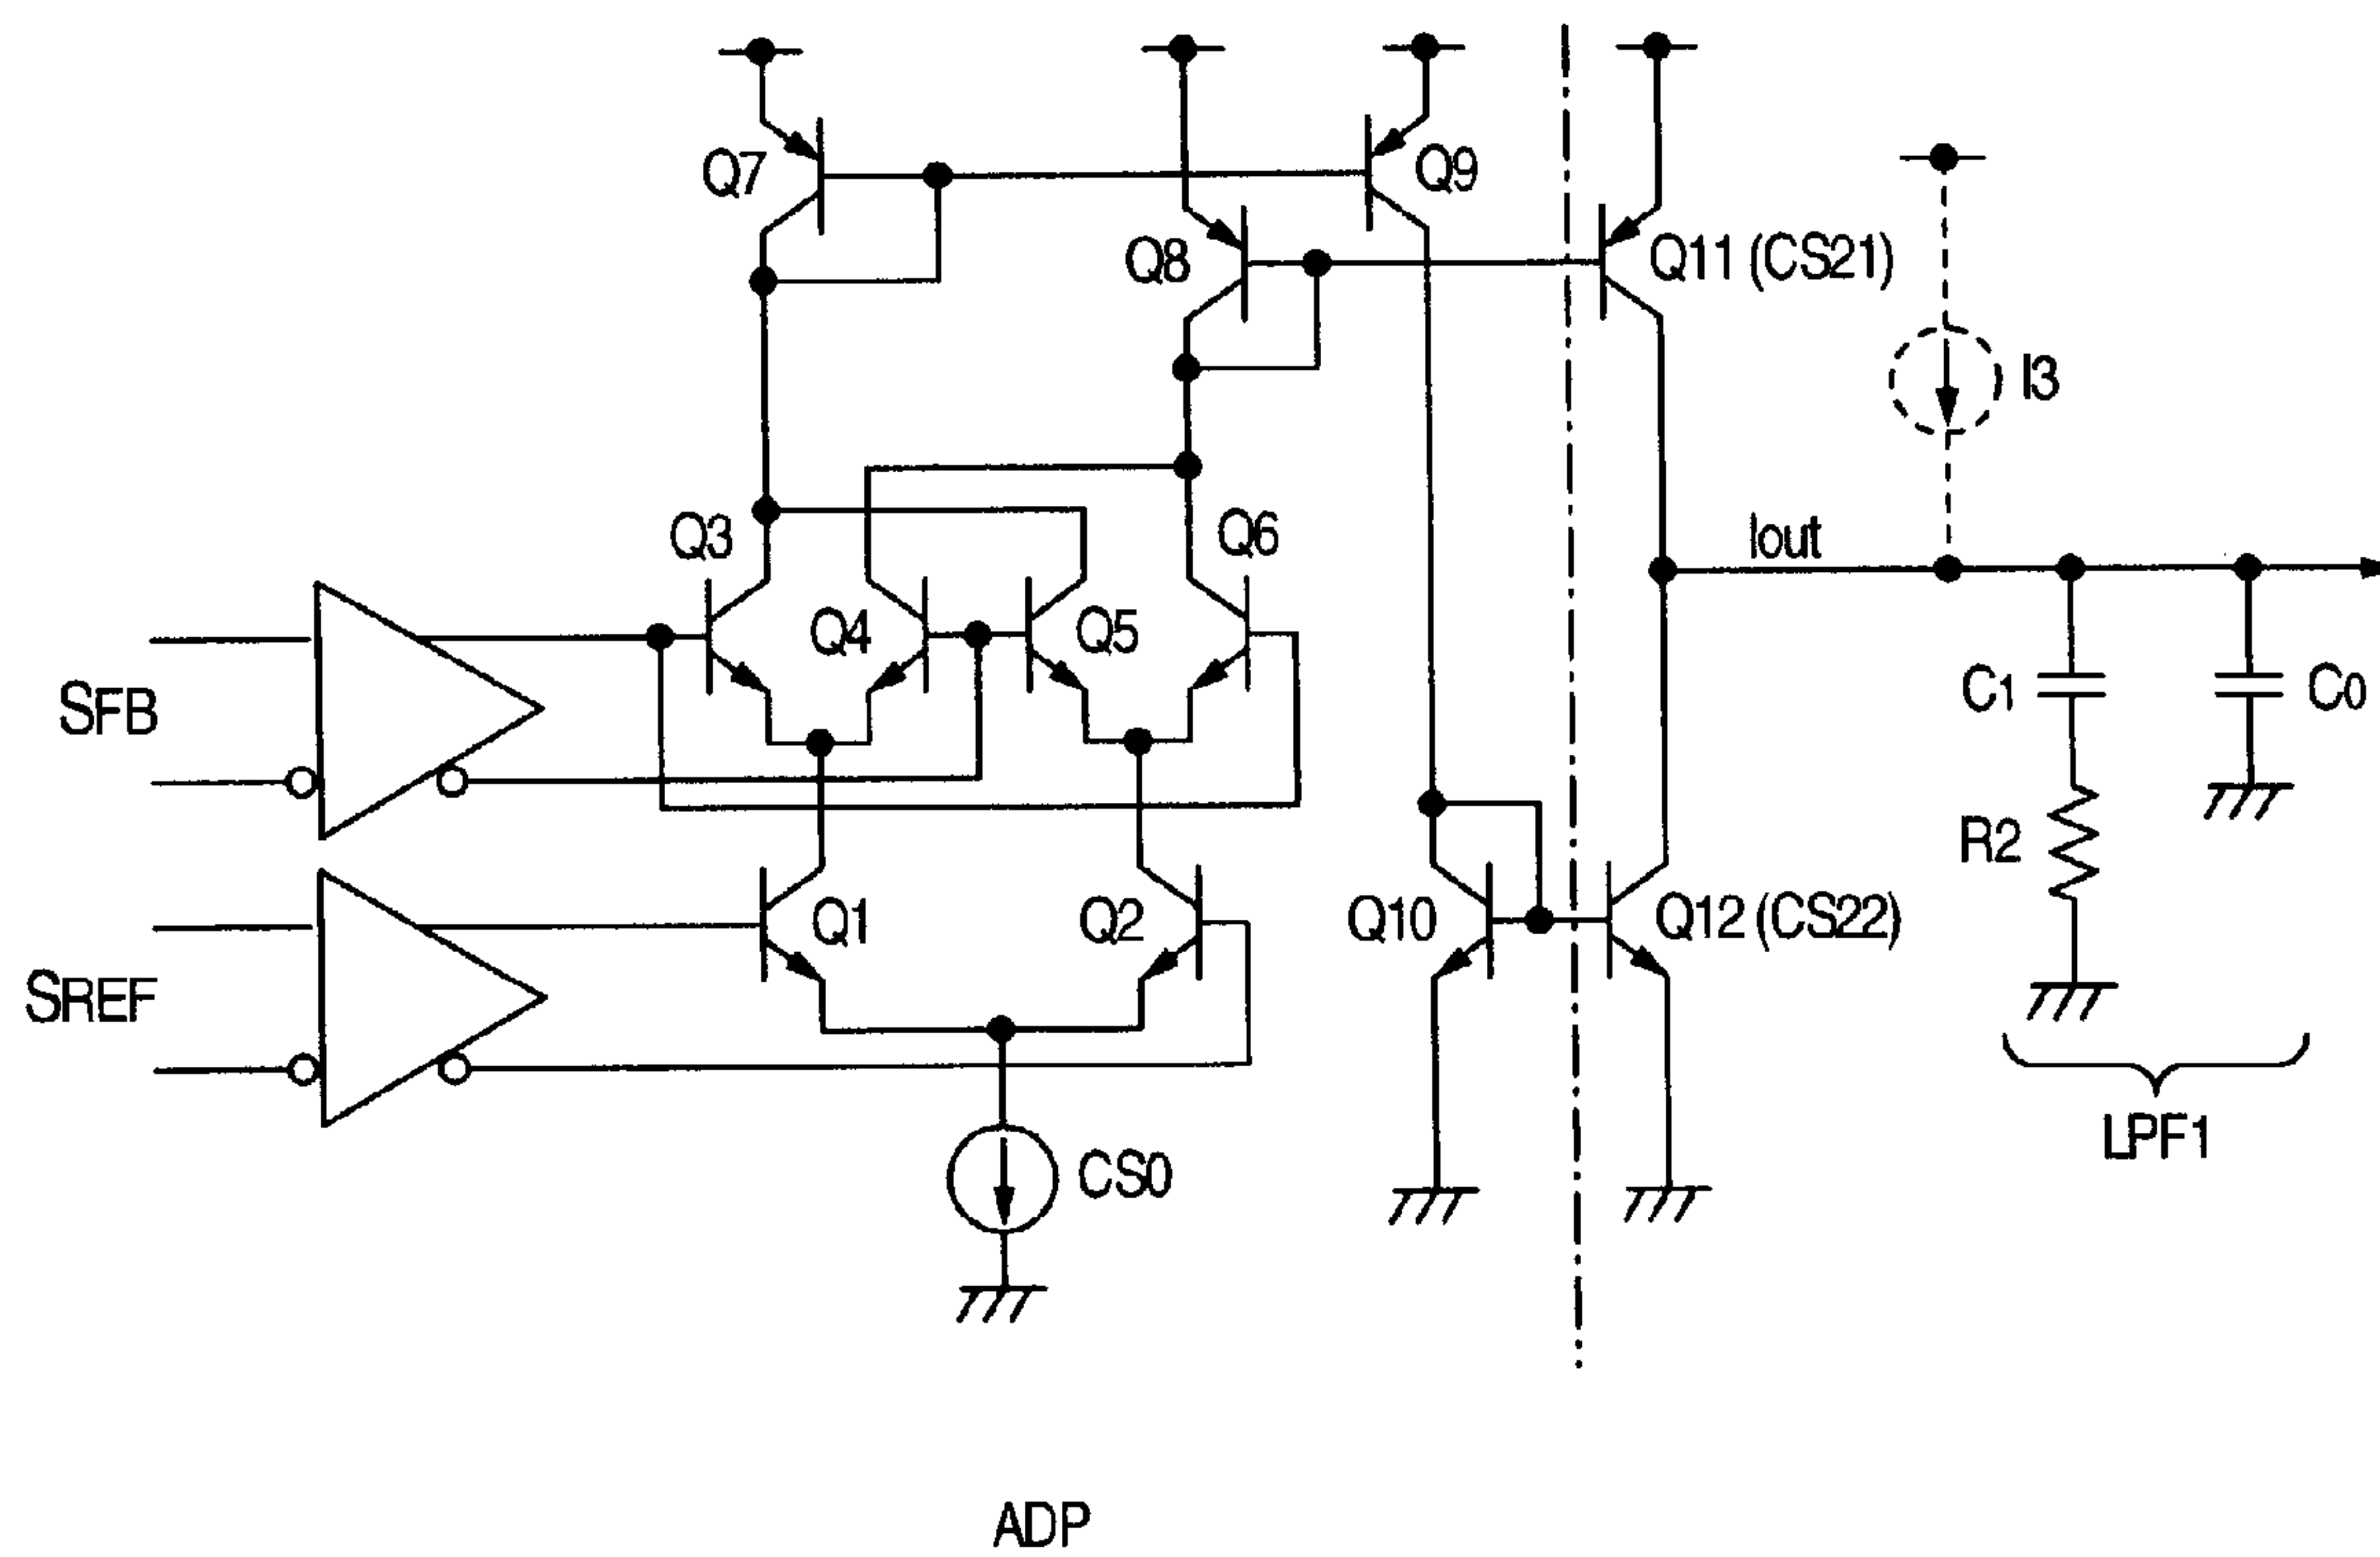 Q7
Q9
Q8
Q11 (CS21)
I3
Q3
Q6
Iout
Q4
Q5
SFB
C1
C0
R2
Q1
Q2
Q10
Q12 (CS22)
SREF
LPF1
CS0
ADP